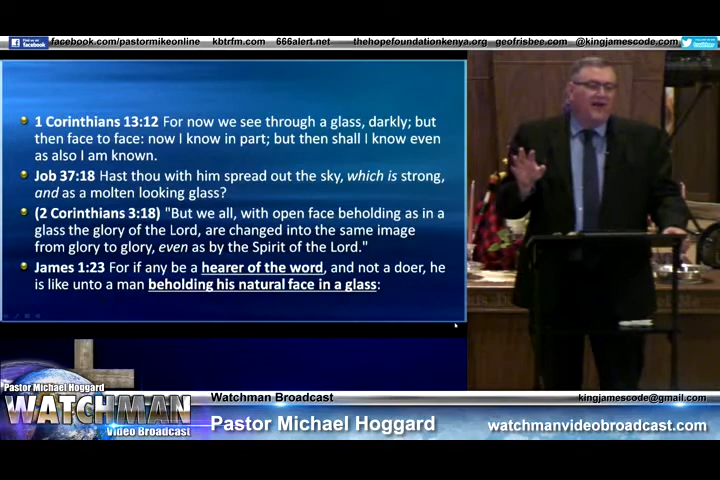 Find us on facebook
facebook.com/pastormikeonline kbtrfm.com 666alert.net thehopefoundationkenya.org geofrisbee.com @kingjamescode.com twitter
1 Corinthians 13:12 For now we see through a glass, darkly; but
then face to face: now I know in part; but then shall I know even
as also I am known.
Job 37:18 Hast thou with him spread out the sky, which is strong,
and as a molten looking glass?
(2 Corinthians 3:18) "But we all, with open face beholding as in a
glass the glory of the Lord, are changed into the same image
from glory to glory, even as by the Spirit of the Lord."
James 1:23 For if any be a hearer of the word, and not a doer, he
is like unto a man beholding his natural face in a glass:
Pastor Michael Hoggard
WATCHMAN
Video Broadcast
Watchman Broadcast kingjamescode@gmail.com
Pastor Michael Hoggard watchmanvideobroadcast.com